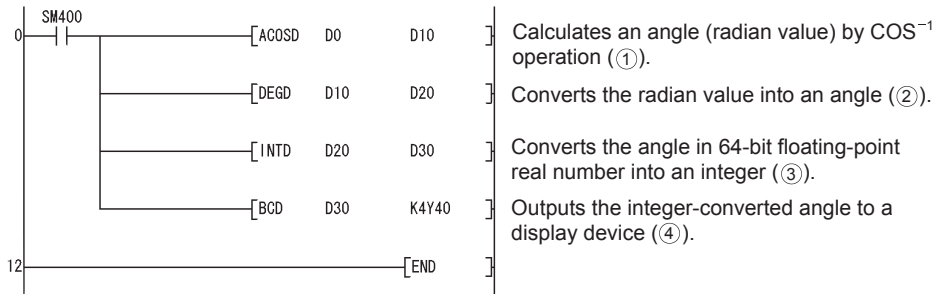 SM400
0 [ACOSD D0 D10 ] Calculates an angle (radian value) by COS⁻¹
operation (①).
[DEGD D10 D20 ] Converts the radian value into an angle (②).
[INTD D20 D30 ] Converts the angle in 64-bit floating-point
real number into an integer (③).
[BCD D30 K4Y40 ] Outputs the integer-converted angle to a
display device (④).
12 [END ]